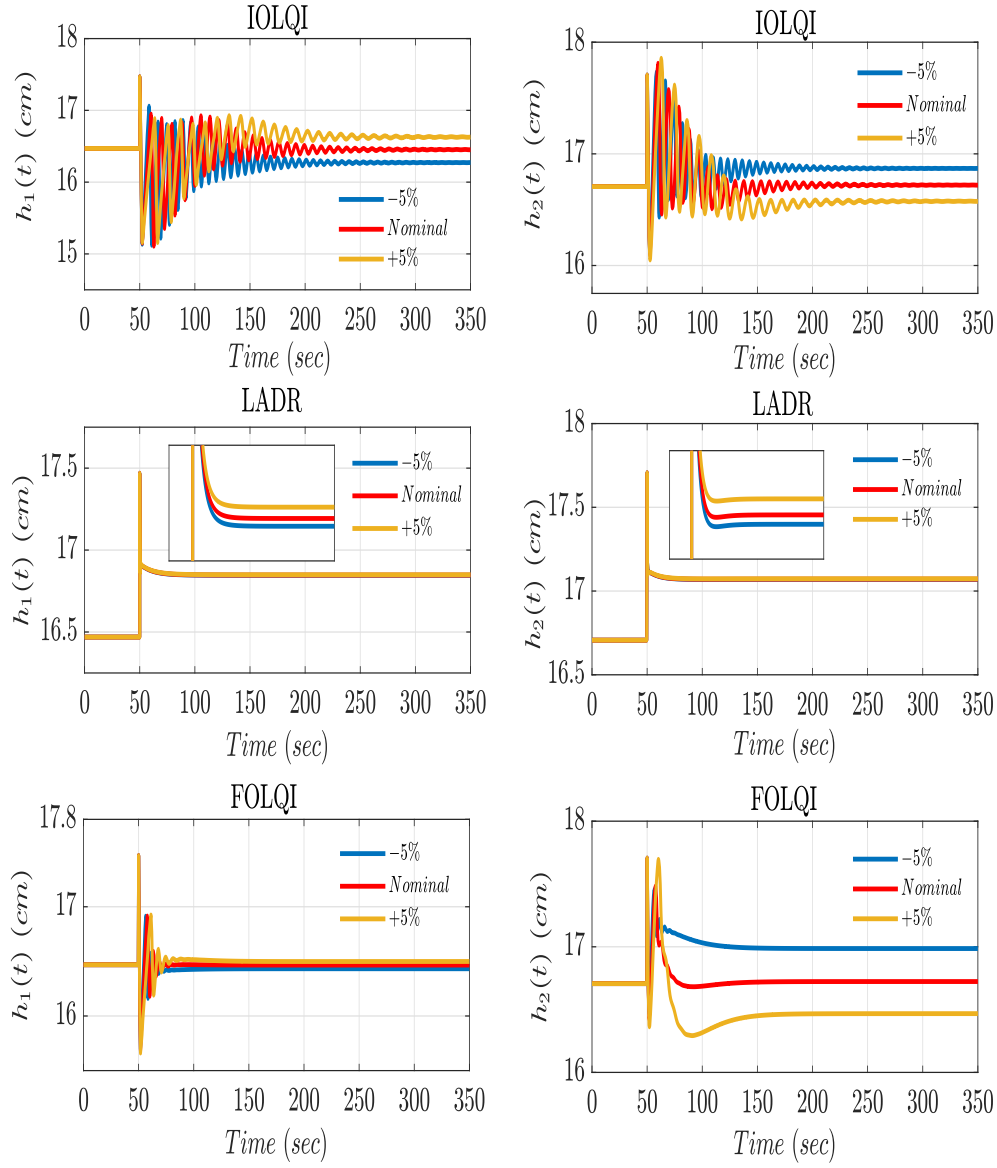 IOLQI
18
17
16
15
h₁(t) (cm)
−5%
Nominal
+5%
0 50 100 150 200 250 300 350
Time (sec)
IOLQI
18
17
16
h₂(t) (cm)
−5%
Nominal
+5%
0 50 100 150 200 250 300 350
Time (sec)
LADR
17.5
17
16.5
h₁(t) (cm)
−5%
Nominal
+5%
0 50 100 150 200 250 300 350
Time (sec)
LADR
18
17.5
17
16.5
h₂(t) (cm)
−5%
Nominal
+5%
0 50 100 150 200 250 300 350
Time (sec)
FOLQI
17.8
17
16
h₁(t) (cm)
−5%
Nominal
+5%
0 50 100 150 200 250 300 350
Time (sec)
FOLQI
18
17
16
h₂(t) (cm)
−5%
Nominal
+5%
0 50 100 150 200 250 300 350
Time (sec)